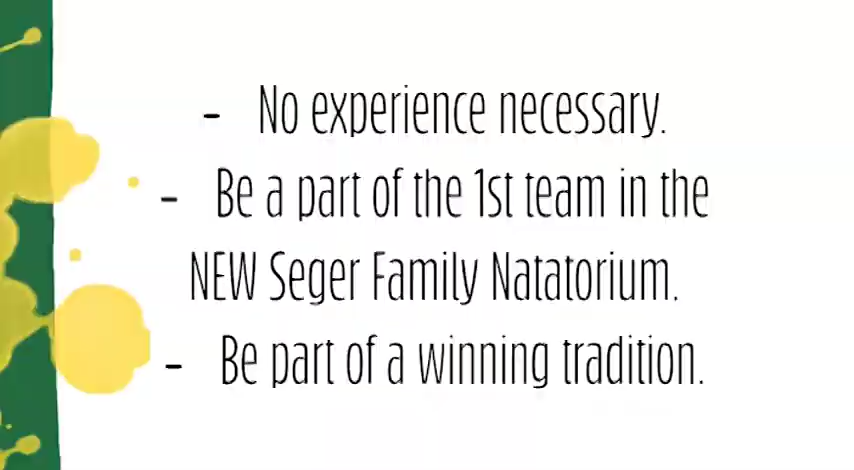 - No experience necessary.
- Be a part of the 1st team in the
NEW Seger Family Natatorium.
- Be part of a winning tradition.